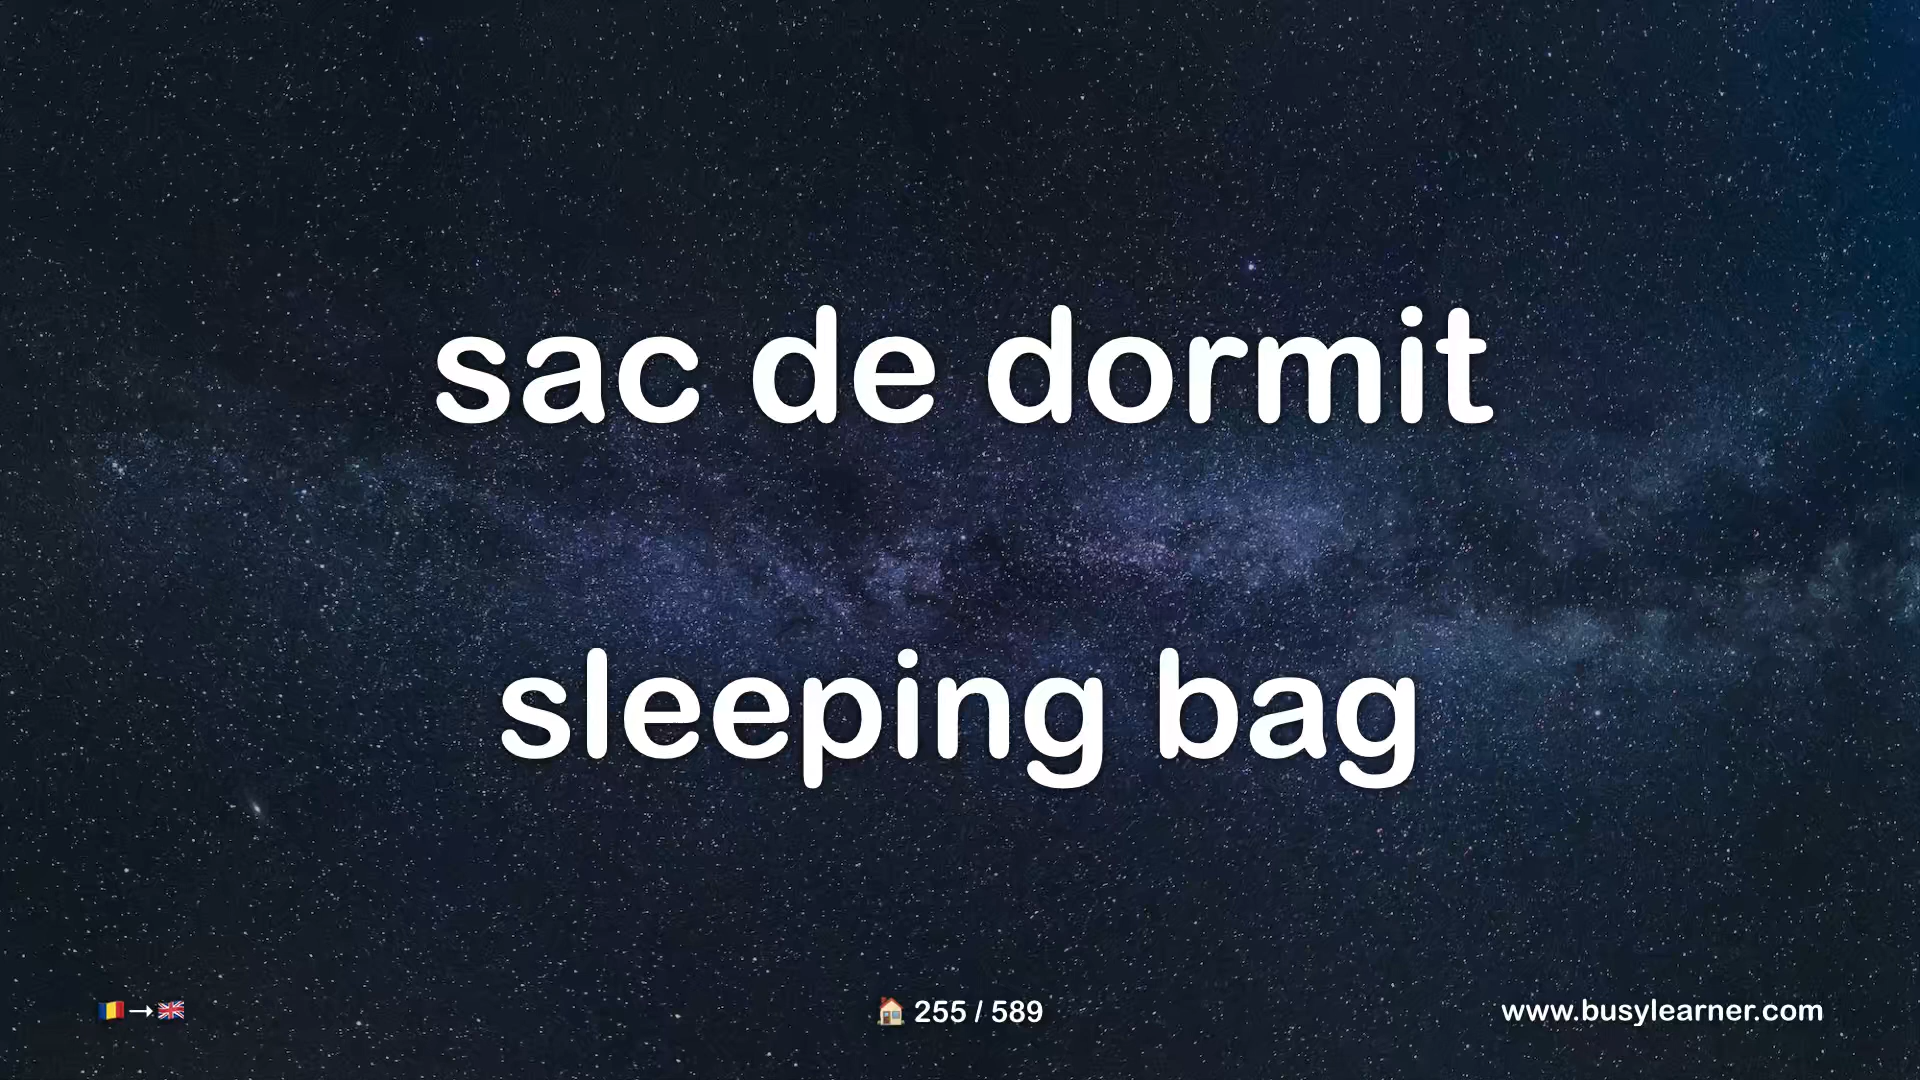 sac de dormit
sleeping bag
🇷🇴→🇬🇧
🏠 255 / 589
www.busylearner.com